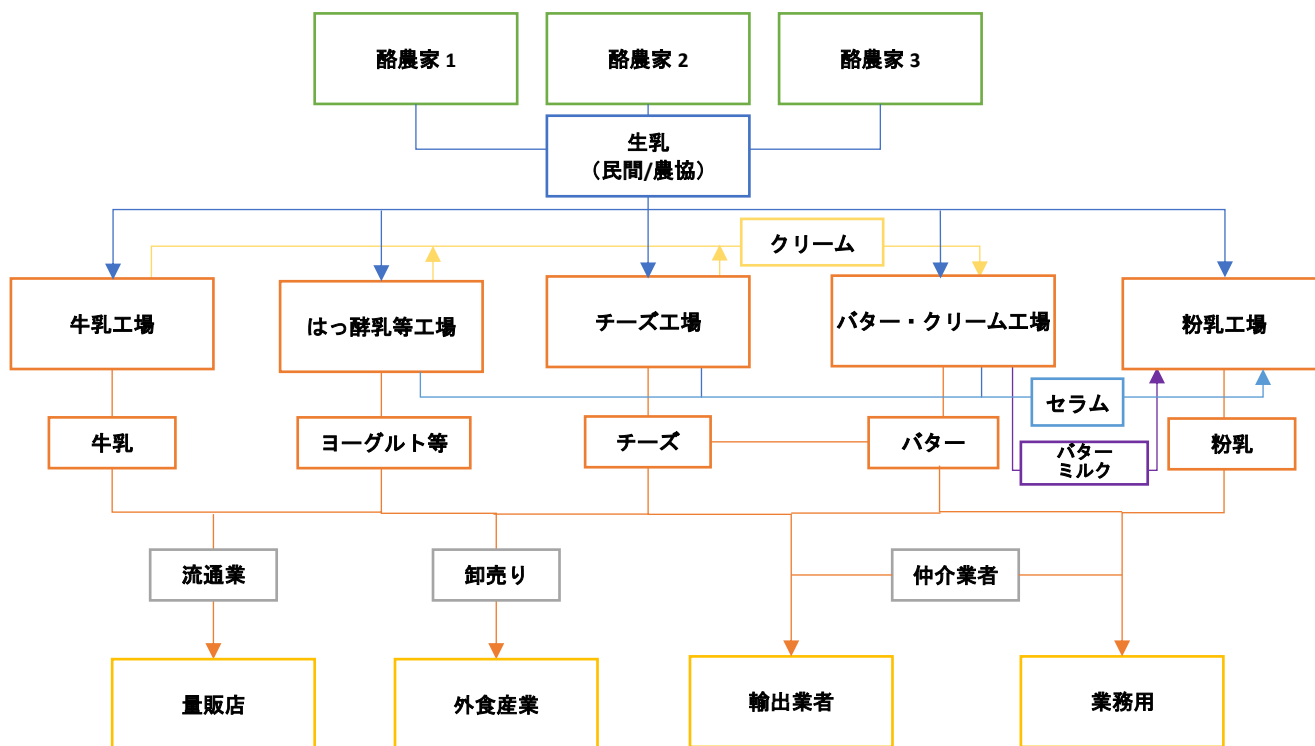 酪農家 1
酪農家 2
酪農家 3
生乳
（民間/農協）
クリーム
牛乳工場
はっ酵乳等工場
チーズ工場
バター・クリーム工場
粉乳工場
セラム
牛乳
ヨーグルト等
チーズ
バター
バター
ミルク
粉乳
流通業
卸売り
仲介業者
量販店
外食産業
輸出業者
業務用